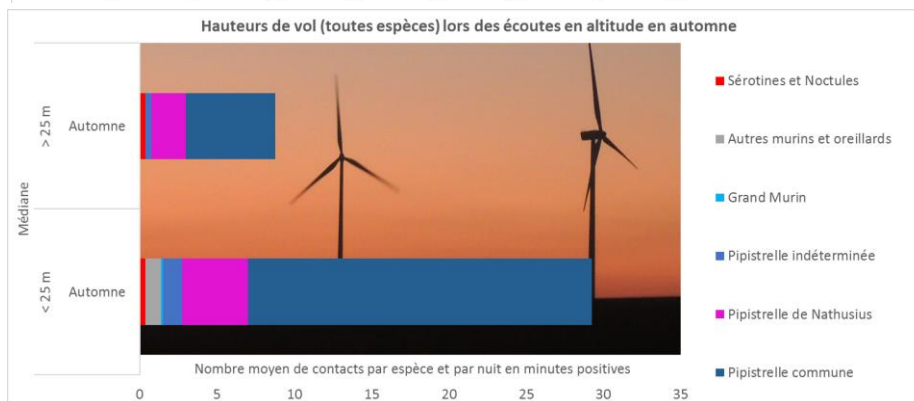 Hauteurs de vol (toutes espèces) lors des écoutes en altitude en automne
Médiane
> 25 m
Automne
< 25 m
Automne
Nombre moyen de contacts par espèce et par nuit en minutes positives
0 5 10 15 20 25 30 35
Sérotines et Noctules
Autres murins et oreillards
Grand Murin
Pipistrelle indéterminée
Pipistrelle de Nathusius
Pipistrelle commune